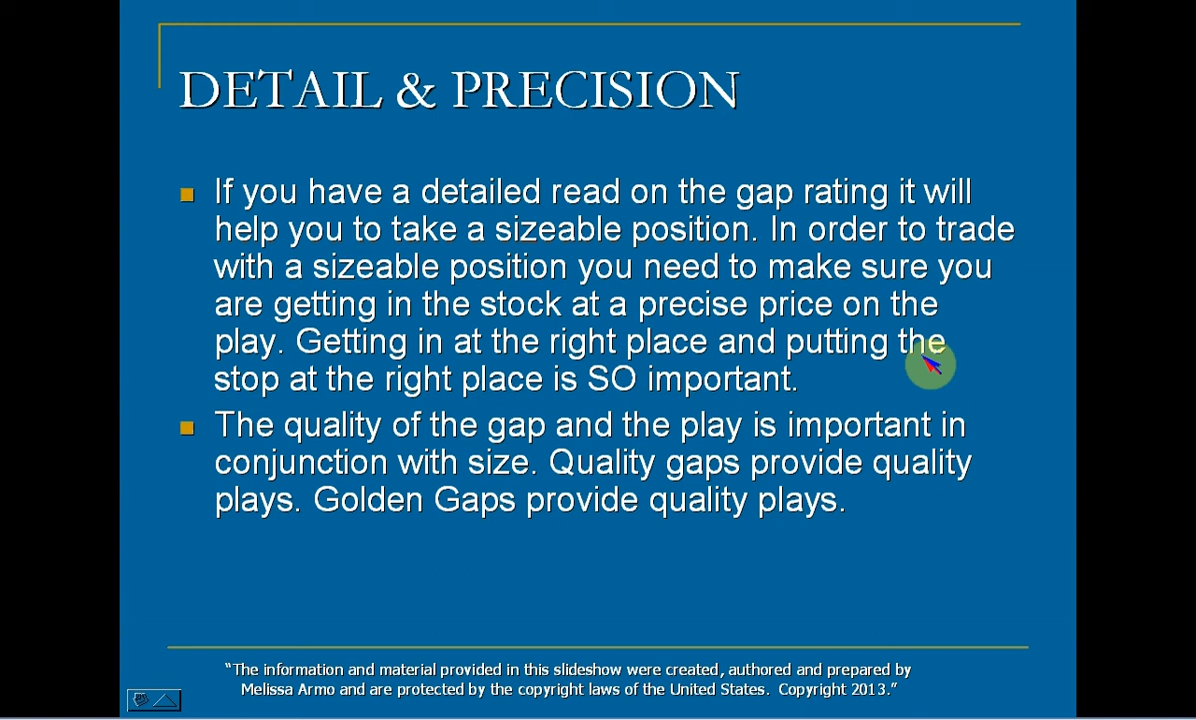 DETAIL & PRECISION
If you have a detailed read on the gap rating it will
help you to take a sizeable position. In order to trade
with a sizeable position you need to make sure you
are getting in the stock at a precise price on the
play. Getting in at the right place and putting the
stop at the right place is SO important.
The quality of the gap and the play is important in
conjunction with size. Quality gaps provide quality
plays. Golden Gaps provide quality plays.
“The information and material provided in this slideshow were created, authored and prepared by
Melissa Armo and are protected by the copyright laws of the United States. Copyright 2013.”